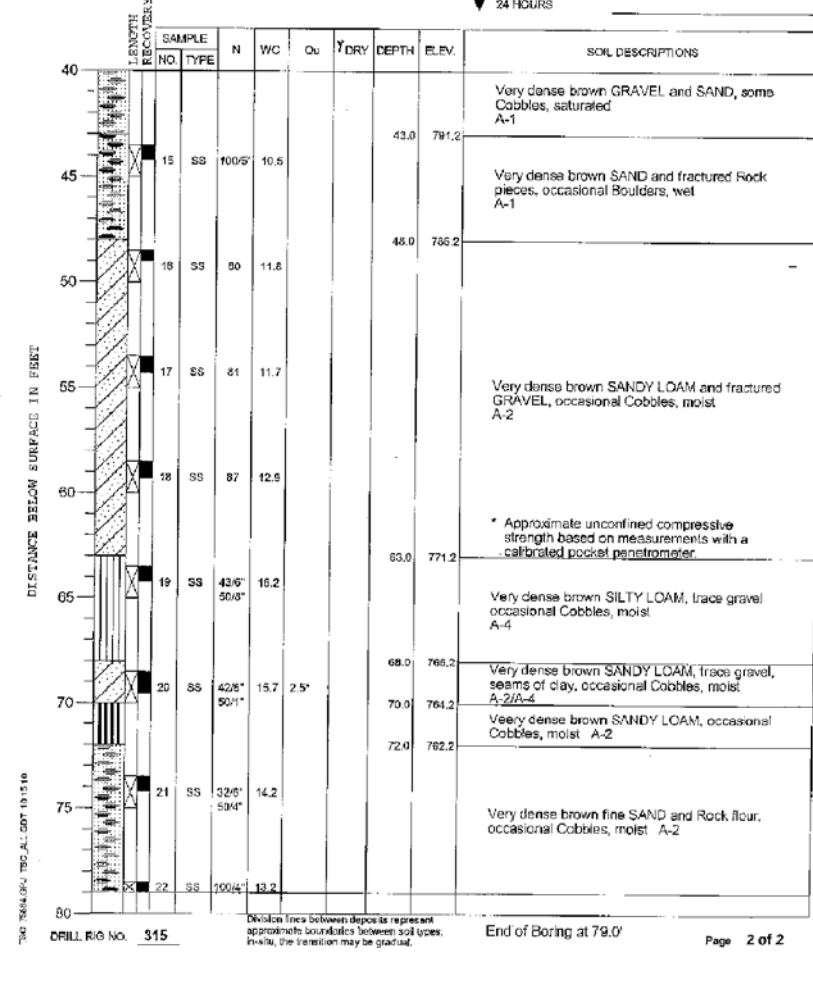 24 HOURS
LENGTH
RECOVERY
SAMPLE
NO. TYPE N WC Qu γDRY DEPTH ELEV. SOIL DESCRIPTIONS
DISTANCE BELOW SURFACE IN FEET
40
Very dense brown GRAVEL and SAND, some
Cobbles, saturated
A-1
43.0 791.2
15 SS 100/5" 10.5
45
Very dense brown SAND and fractured Rock
pieces, occasional Boulders, wet
A-1
48.0 786.2
16 SS 80 11.8
50
17 SS 81 11.7
55
Very dense brown SANDY LOAM and fractured
GRAVEL, occasional Cobbles, moist
A-2
18 SS 87 12.9
60
* Approximate unconfined compressive
strength based on measurements with a
calibrated pocket penetrometer.
63.0 771.2
19 SS 43/6" 16.2
50/6"
65
Very dense brown SILTY LOAM, trace gravel
occasional Cobbles, moist
A-4
68.0 766.2
Very dense brown SANDY LOAM, trace gravel,
seams of clay, occasional Cobbles, moist
A-2/A-4
20 SS 42/6" 15.7 2.5*
50/1"
70
70.0 764.2
Veery dense brown SANDY LOAM, occasional
Cobbles, moist A-2
72.0 762.2
21 SS 32/6" 14.2
50/4"
75
Very dense brown fine SAND and Rock flour,
occasional Cobbles, moist A-2
22 SS 100/4" 13.2
80
DRILL RIG NO. 315
Division lines between deposits represent
approximate boundaries between soil types;
in-situ, the transition may be gradual.
End of Boring at 79.0'
Page 2 of 2